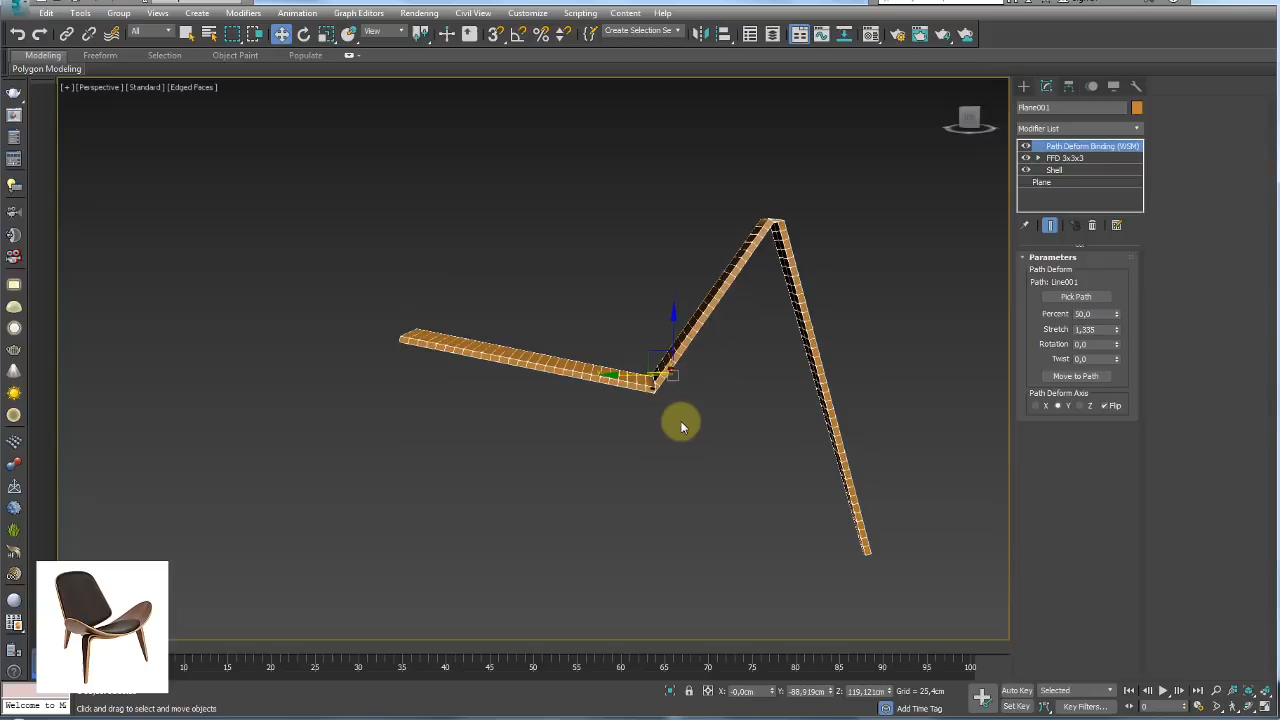 Edit Tools Group Views Create Modifiers Animation Graph Editors Rendering Civil View Customize Scripting Content Help
All View Create Selection Se
Modeling Freeform Selection Object Paint Populate
Polygon Modeling
[+] [Perspective] [Standard] [Edged Faces]
Plane001
Modifier List
Path Deform Binding (WSM)
FFD 3x3x3
Shell
Plane
Parameters
Path Deform
Path: Line001
Pick Path
Percent 50,0
Stretch 1,335
Rotation 0,0
Twist 0,0
Move to Path
Path Deform Axis
X Y Z Flip
15 20 25 30 35 40 45 50 55 60 65 70 75 80 85 90 95 100
X: -0,0cm Y: -88,919cm Z: 119,121cm Grid = 25,4cm Auto Key Selected
Welcome to M Click and drag to select and move objects Add Time Tag Set Key Key Filters... 0